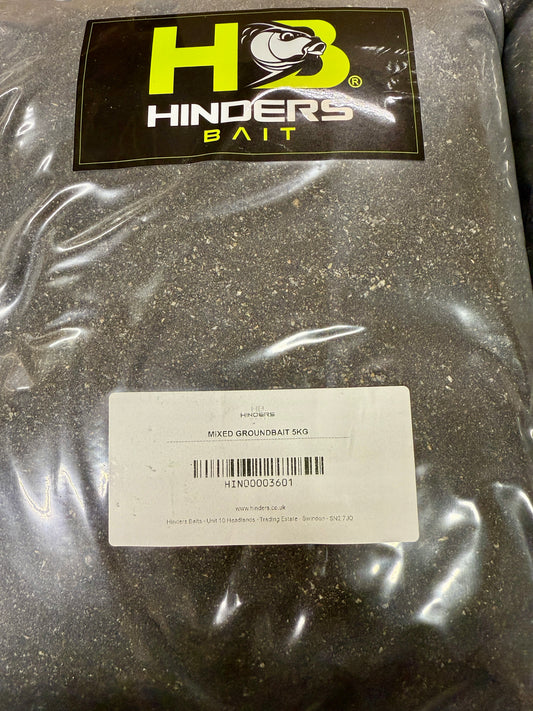 HB®
HINDERS
BAIT
HB
HINDERS
MIXED GROUNDBAIT 5KG
HIN00003601
www.hinders.co.uk
Hinders Baits - Unit 10 Headlands - Trading Estate - Swindon - SN2 7JQ